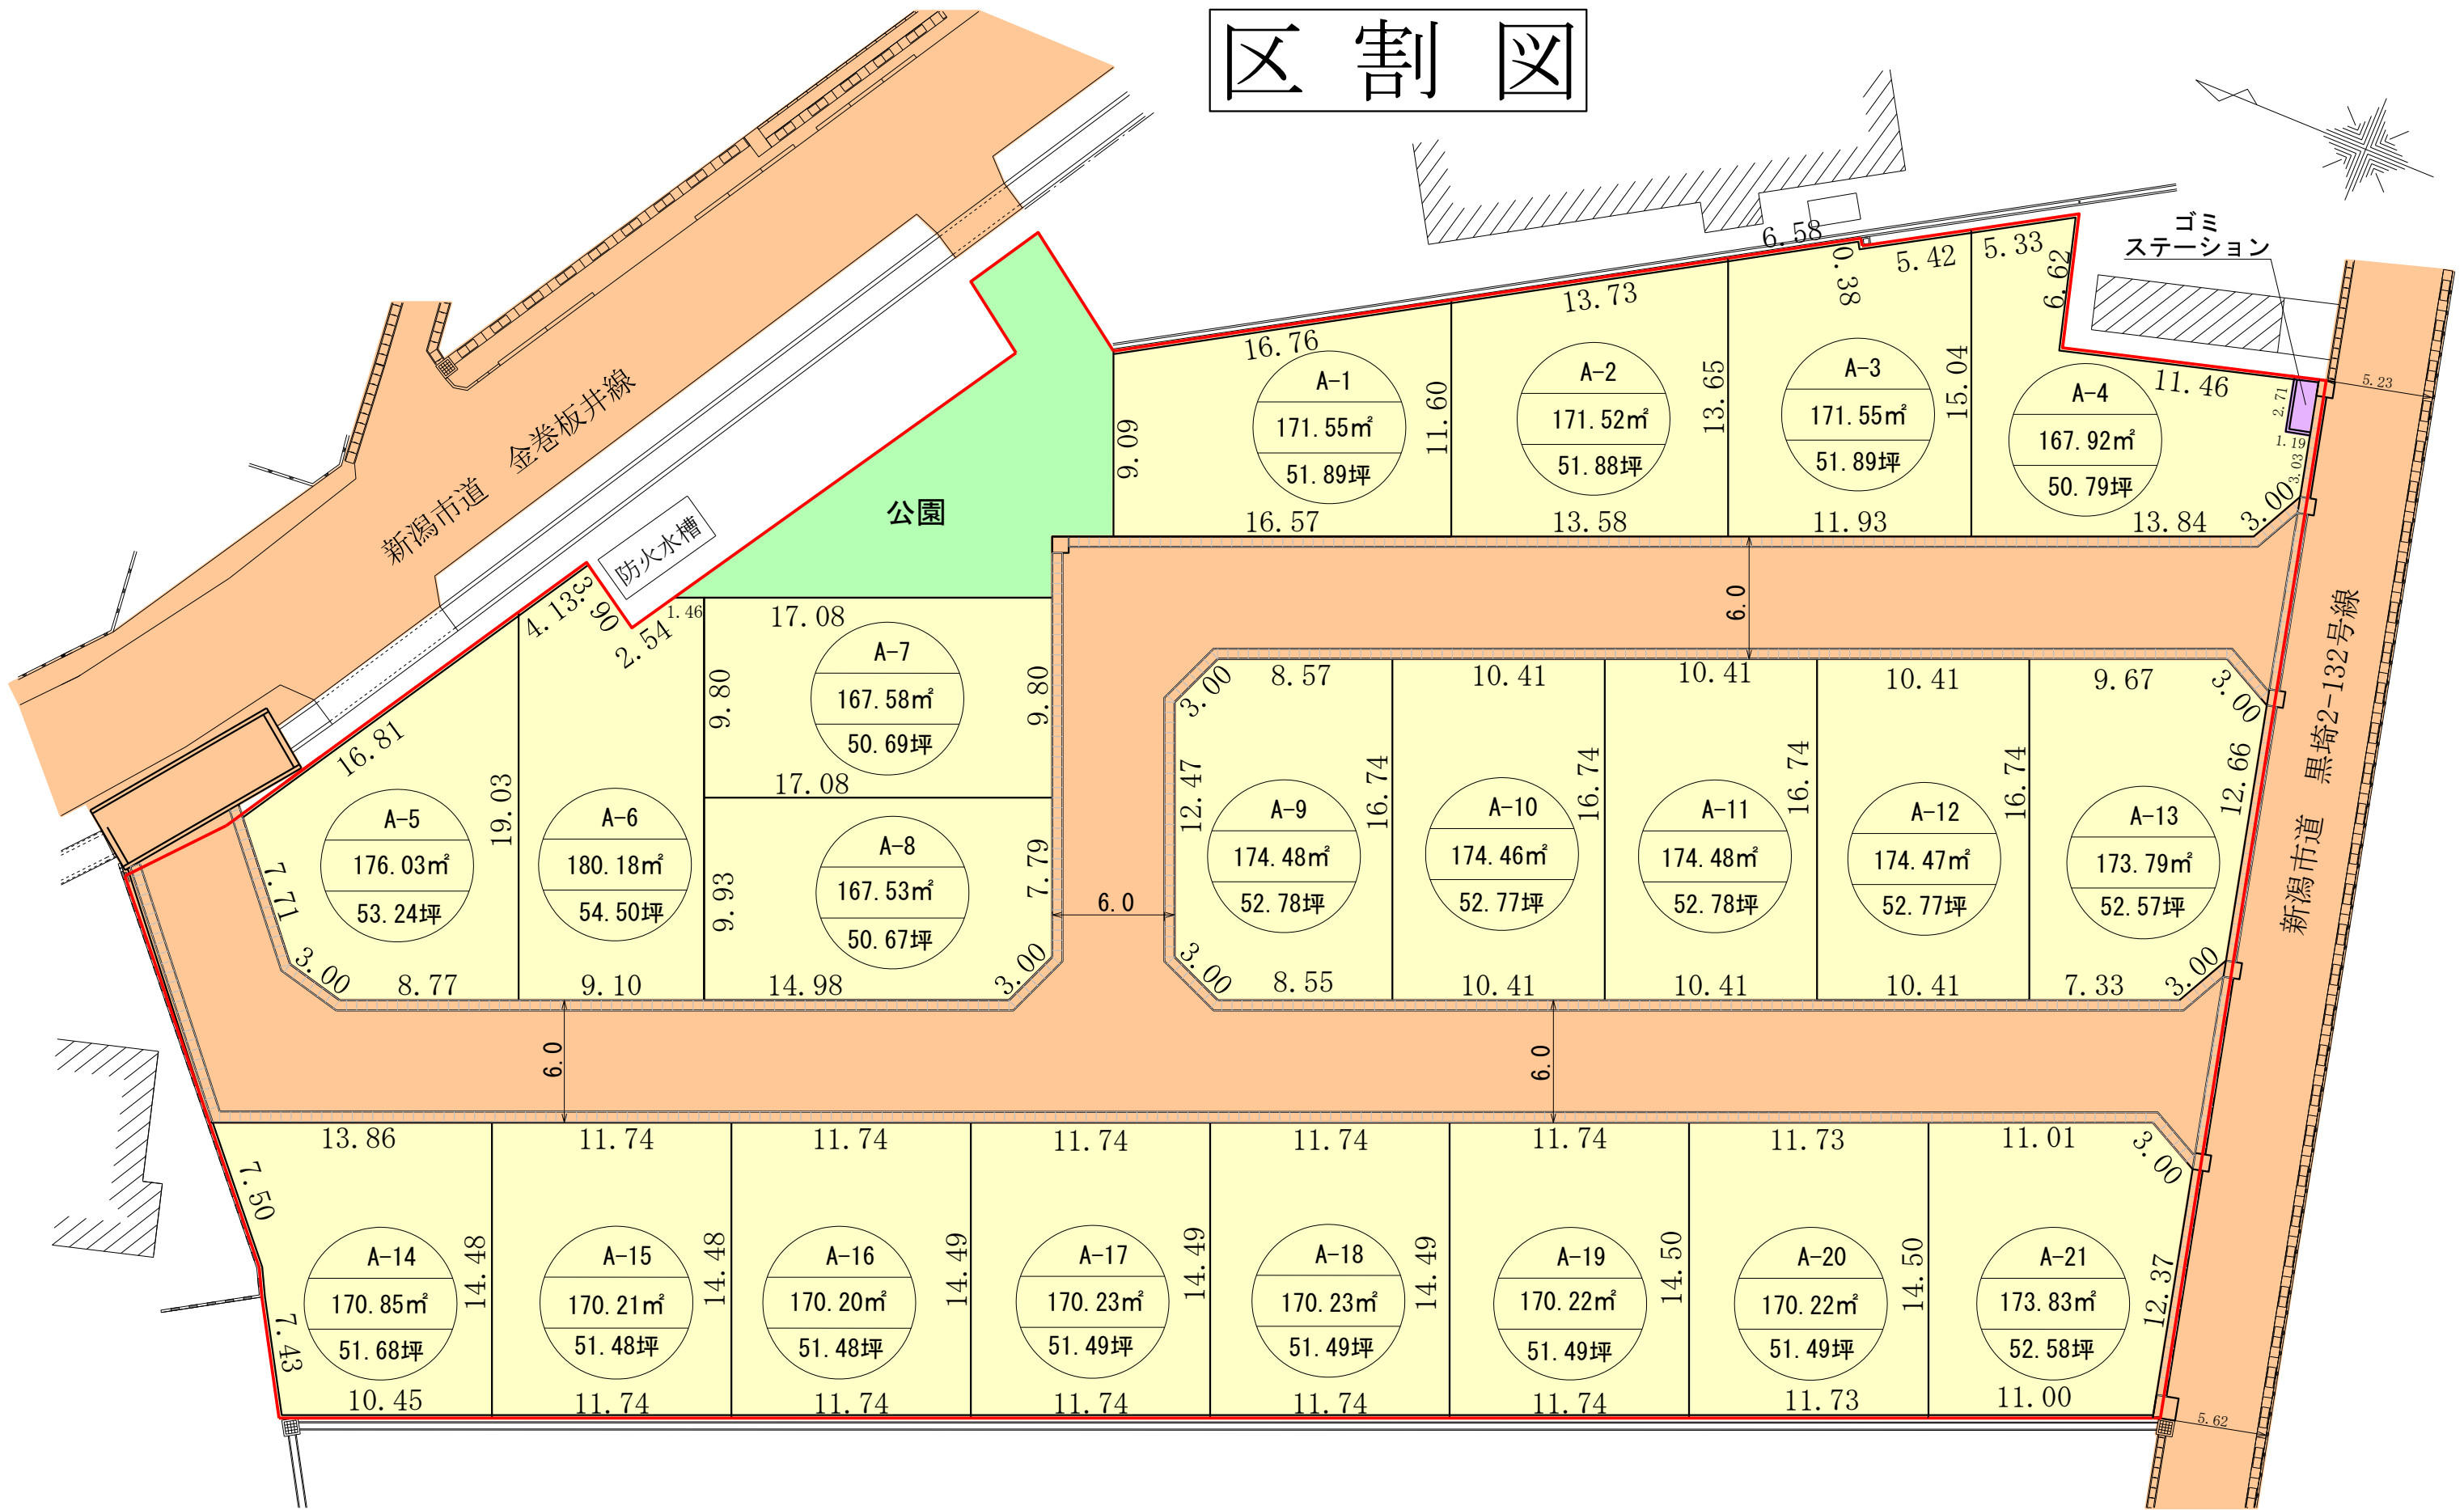 区割図
ゴミ
ステーション
新潟市道 金巻板井線
防火水槽
公園
新潟市道 黒埼2-132号線
5.23
5.62
6.0
6.0
6.0
6.0
16.76
A-1
171.55㎡
51.89坪
9.09
11.60
16.57
13.73
A-2
171.52㎡
51.88坪
13.65
13.58
6.58
0.38
5.42
A-3
171.55㎡
51.89坪
15.04
11.93
5.33
6.62
11.46
A-4
167.92㎡
50.79坪
2.71
1.19
3.03
3.00
13.84
16.81
A-5
176.03㎡
53.24坪
19.03
7.71
3.00
8.77
4.13
3.90
2.54
1.46
A-6
180.18㎡
54.50坪
9.10
17.08
A-7
167.58㎡
50.69坪
9.80
9.80
17.08
A-8
167.53㎡
50.67坪
9.93
7.79
14.98
3.00
3.00
8.57
A-9
174.48㎡
52.78坪
12.47
16.74
3.00
8.55
10.41
A-10
174.46㎡
52.77坪
16.74
10.41
10.41
A-11
174.48㎡
52.78坪
16.74
10.41
10.41
A-12
174.47㎡
52.77坪
16.74
10.41
9.67
3.00
A-13
173.79㎡
52.57坪
12.66
7.33
3.00
13.86
7.50
A-14
170.85㎡
51.68坪
14.48
7.43
10.45
11.74
A-15
170.21㎡
51.48坪
14.48
11.74
11.74
A-16
170.20㎡
51.48坪
14.49
11.74
11.74
A-17
170.23㎡
51.49坪
14.49
11.74
11.74
A-18
170.23㎡
51.49坪
14.49
11.74
11.74
A-19
170.22㎡
51.49坪
14.50
11.74
11.73
A-20
170.22㎡
51.49坪
14.50
11.73
11.01
3.00
A-21
173.83㎡
52.58坪
12.37
11.00